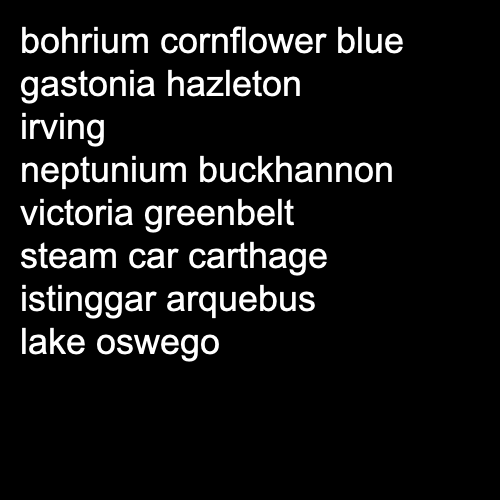 bohrium cornflower blue
gastonia hazleton
irving
neptunium buckhannon
victoria greenbelt
steam car carthage
istinggar arquebus
lake oswego